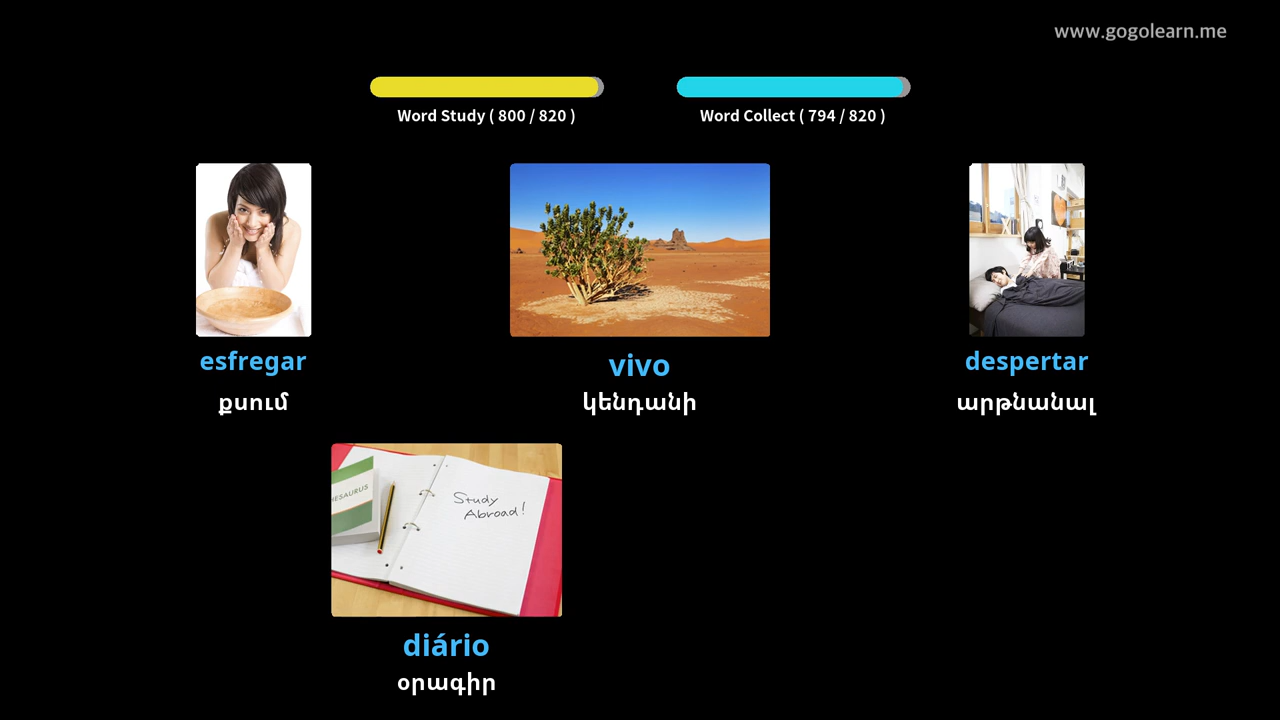 www.gogolearn.me
Word Study ( 800 / 820 )
Word Collect ( 794 / 820 )
esfregar
քսում
vivo
կենդանի
despertar
արթնանալ
HESAURUS
Study
Abroad!
diário
օրագիր